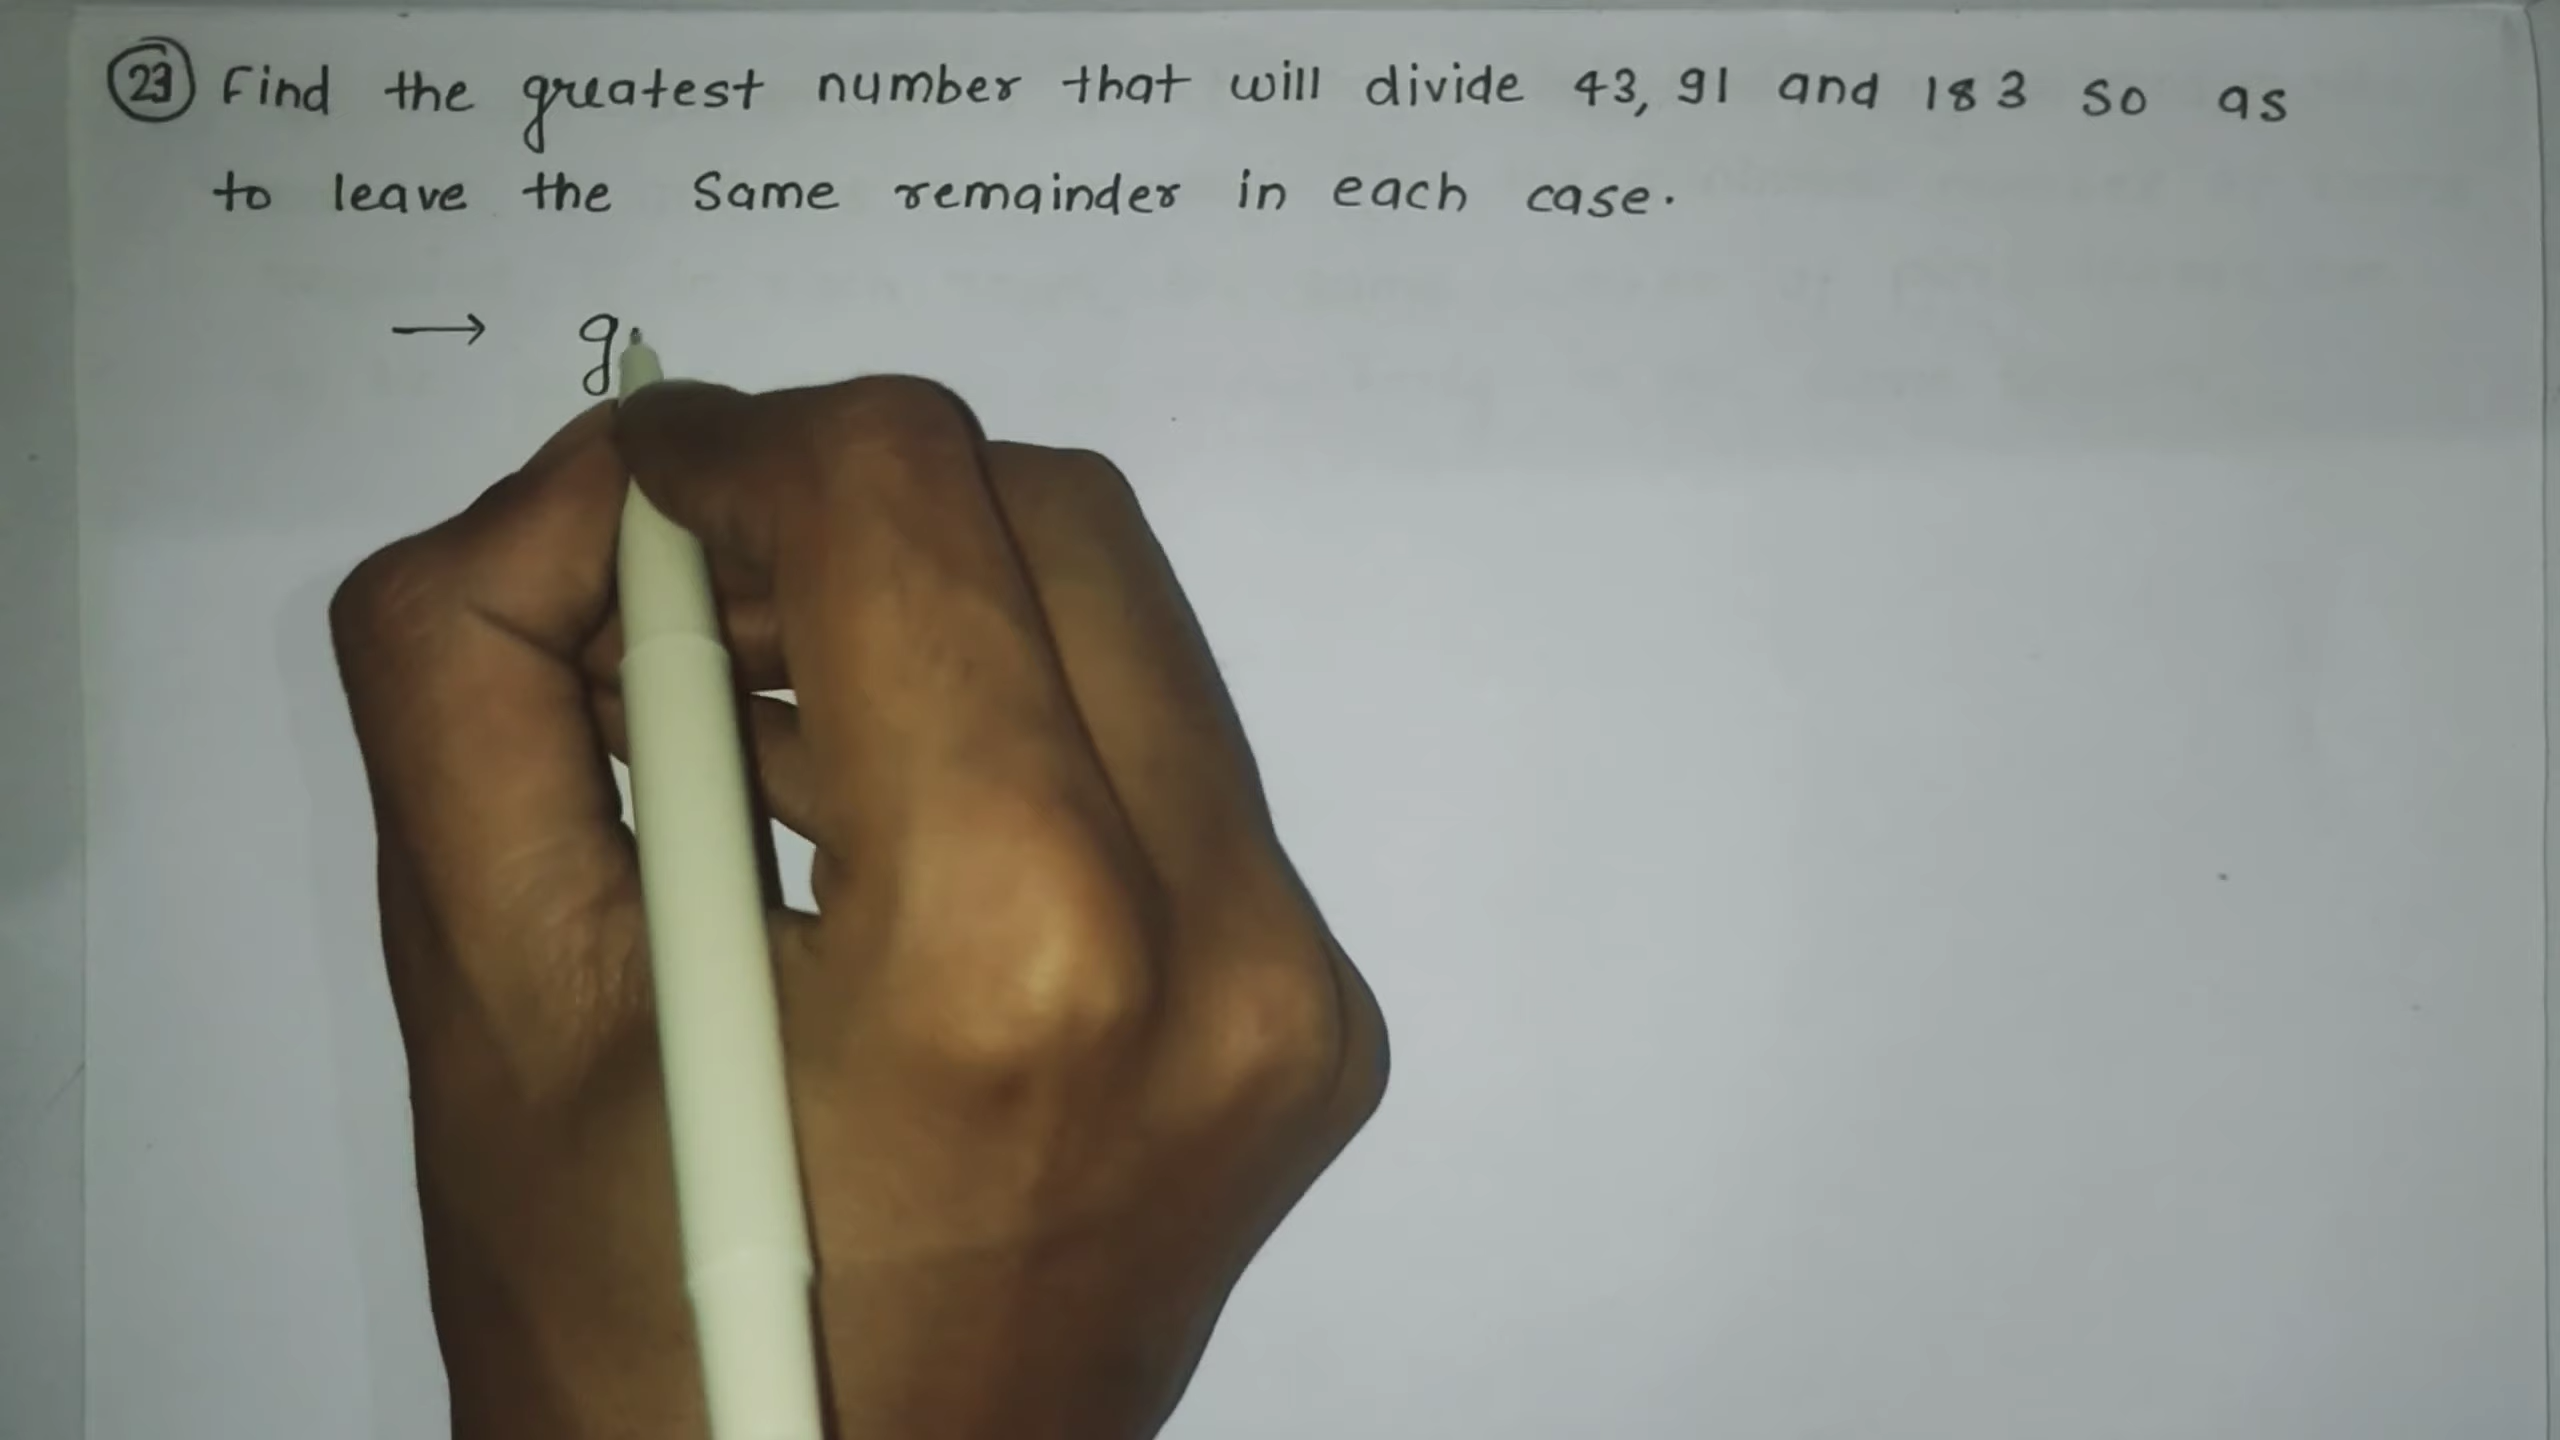 23 Find the greatest number that will divide 43, 91 and 183 so as
to leave the same remainder in each case.
→ g